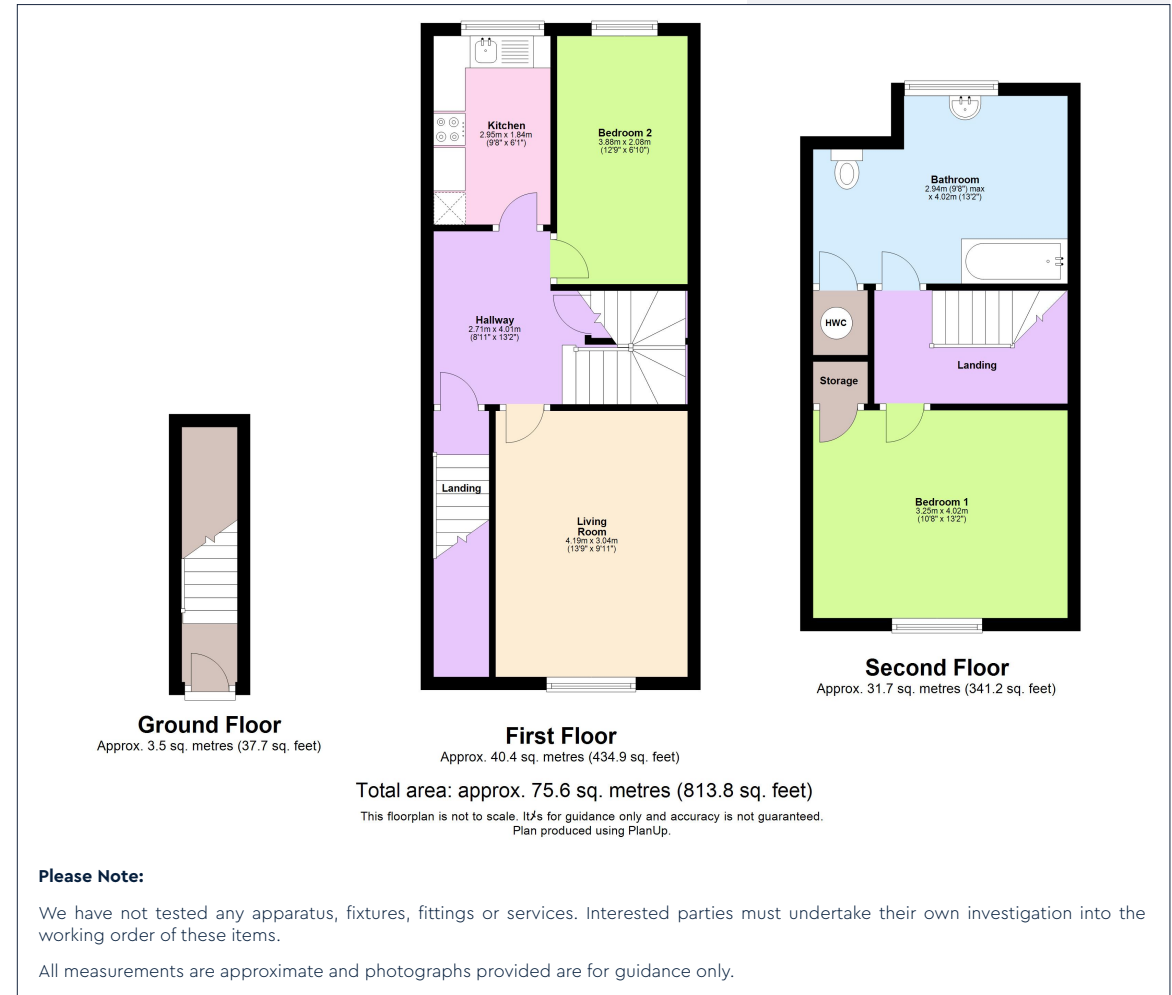 Kitchen
2.95m x 1.84m
(9'8" x 6'1")
Bedroom 2
3.88m x 2.08m
(12'9" x 6'10")
Hallway
2.71m x 4.01m
(8'11" x 13'2")
Landing
Living
Room
4.19m x 3.04m
(13'9" x 9'11")
Bathroom
2.94m (9'8") max
x 4.02m (13'2")
HWC
Landing
Storage
Bedroom 1
3.25m x 4.02m
(10'8" x 13'2")
Ground Floor
Approx. 3.5 sq. metres (37.7 sq. feet)
First Floor
Approx. 40.4 sq. metres (434.9 sq. feet)
Second Floor
Approx. 31.7 sq. metres (341.2 sq. feet)
Total area: approx. 75.6 sq. metres (813.8 sq. feet)
This floorplan is not to scale. It's for guidance only and accuracy is not guaranteed.
Plan produced using PlanUp.
Please Note:
We have not tested any apparatus, fixtures, fittings or services. Interested parties must undertake their own investigation into the
working order of these items.
All measurements are approximate and photographs provided are for guidance only.